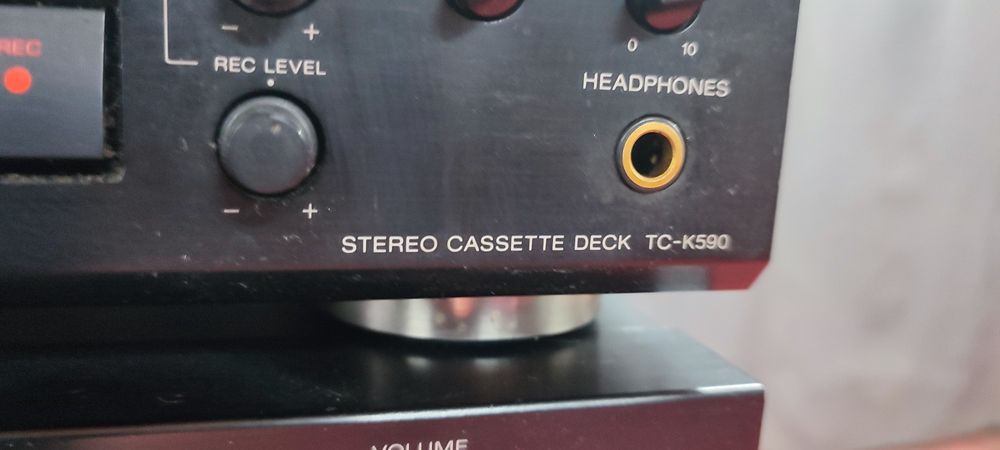 − +
REC
REC LEVEL
0 10
HEADPHONES
− +
STEREO CASSETTE DECK TC-K590
VOLUME